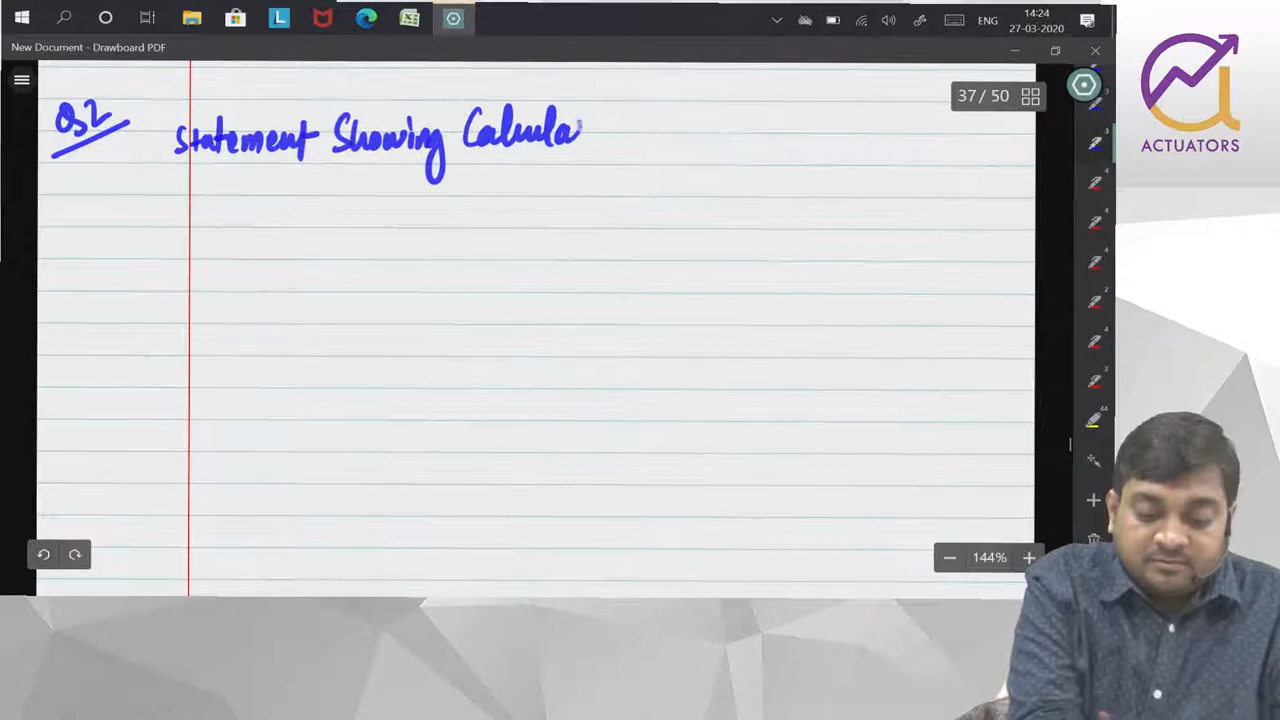 14:24
ENG
27-03-2020
New Document - Drawboard PDF
37 / 50
Qs2 Statement Showing Calcula
ACTUATORS
144%